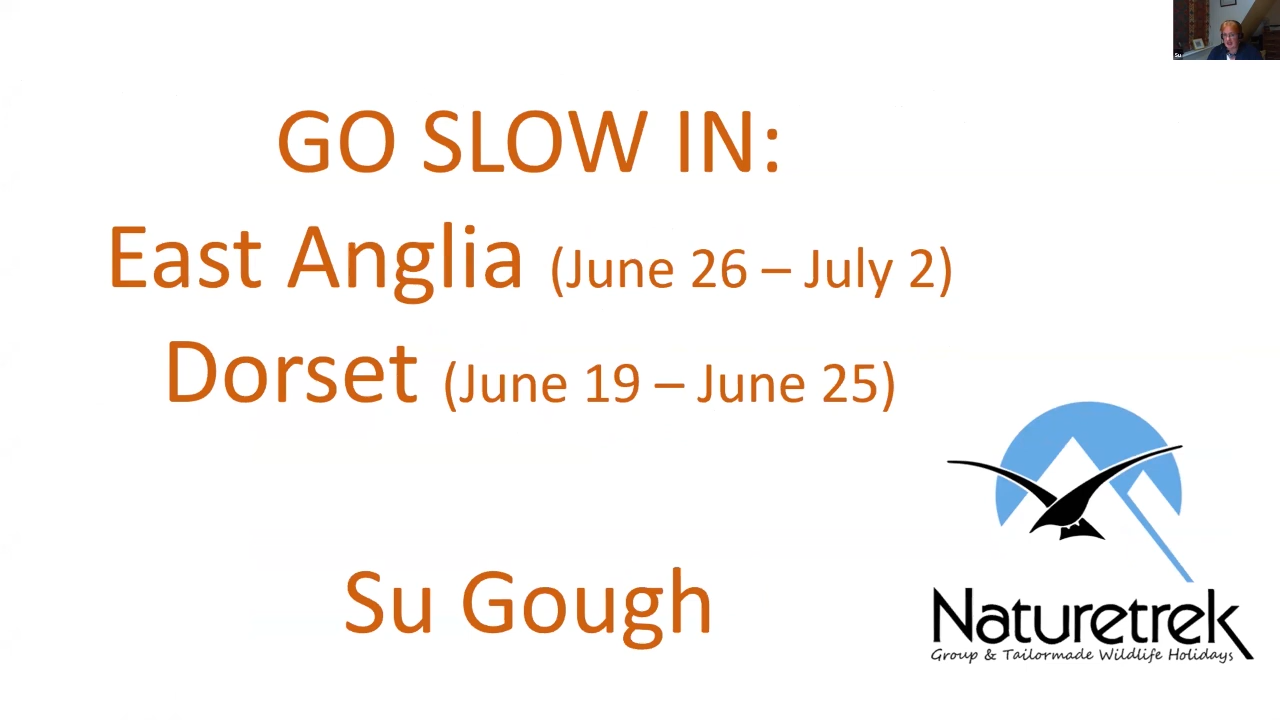 Su
GO SLOW IN:
East Anglia (June 26 – July 2)
Dorset (June 19 – June 25)
Su Gough
Naturetrek
Group & Tailormade Wildlife Holidays